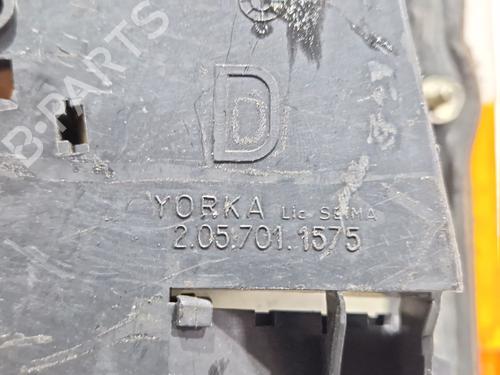 B-PARTS
D
YORKA Lic SEIMA
2.05.701.1575